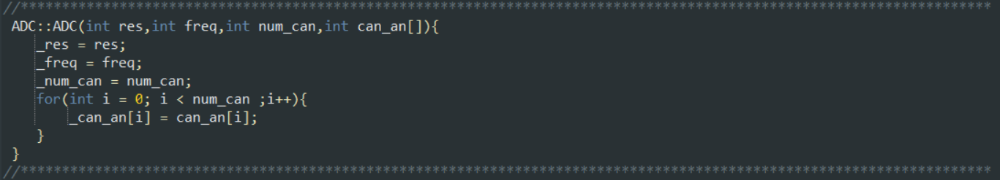 //**********************************************************************************************************************
ADC::ADC(int res,int freq,int num_can,int can_an[]){
_res = res;
_freq = freq;
_num_can = num_can;
for(int i = 0; i < num_can ;i++){
_can_an[i] = can_an[i];
}
}
//**********************************************************************************************************************